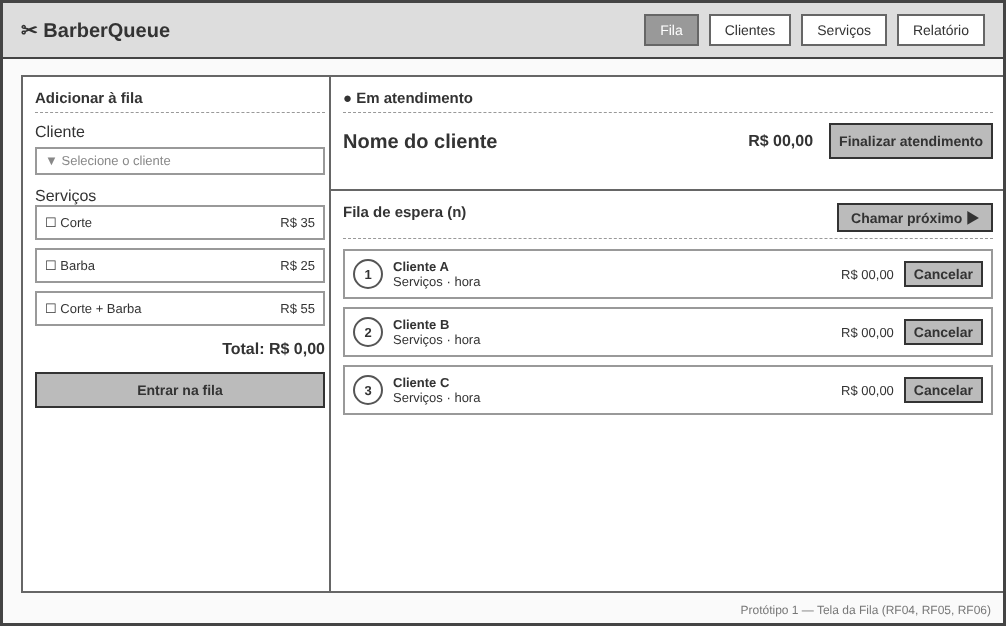 ✂ BarberQueue
Fila
Clientes
Serviços
Relatório
Adicionar à fila
Cliente
▼ Selecione o cliente
Serviços
☐ Corte R$ 35
☐ Barba R$ 25
☐ Corte + Barba R$ 55
Total: R$ 0,00
Entrar na fila
● Em atendimento
Nome do cliente R$ 00,00 Finalizar atendimento
Fila de espera (n) Chamar próximo ▶
1 Cliente A
Serviços · hora
R$ 00,00 Cancelar
2 Cliente B
Serviços · hora
R$ 00,00 Cancelar
3 Cliente C
Serviços · hora
R$ 00,00 Cancelar
Protótipo 1 — Tela da Fila (RF04, RF05, RF06)